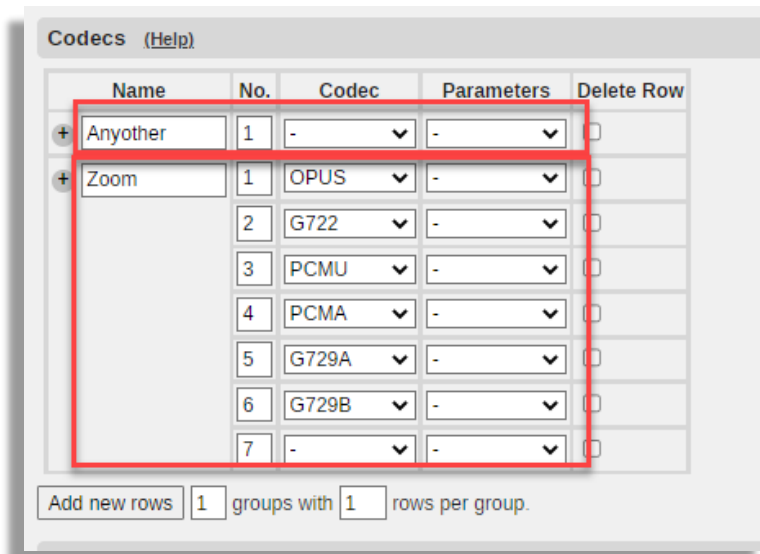 Codecs (Help)
Name No. Codec Parameters Delete Row
+ Anyother 1 - -
+ Zoom 1 OPUS -
2 G722 -
3 PCMU -
4 PCMA -
5 G729A -
6 G729B -
7 - -
Add new rows 1 groups with 1 rows per group.